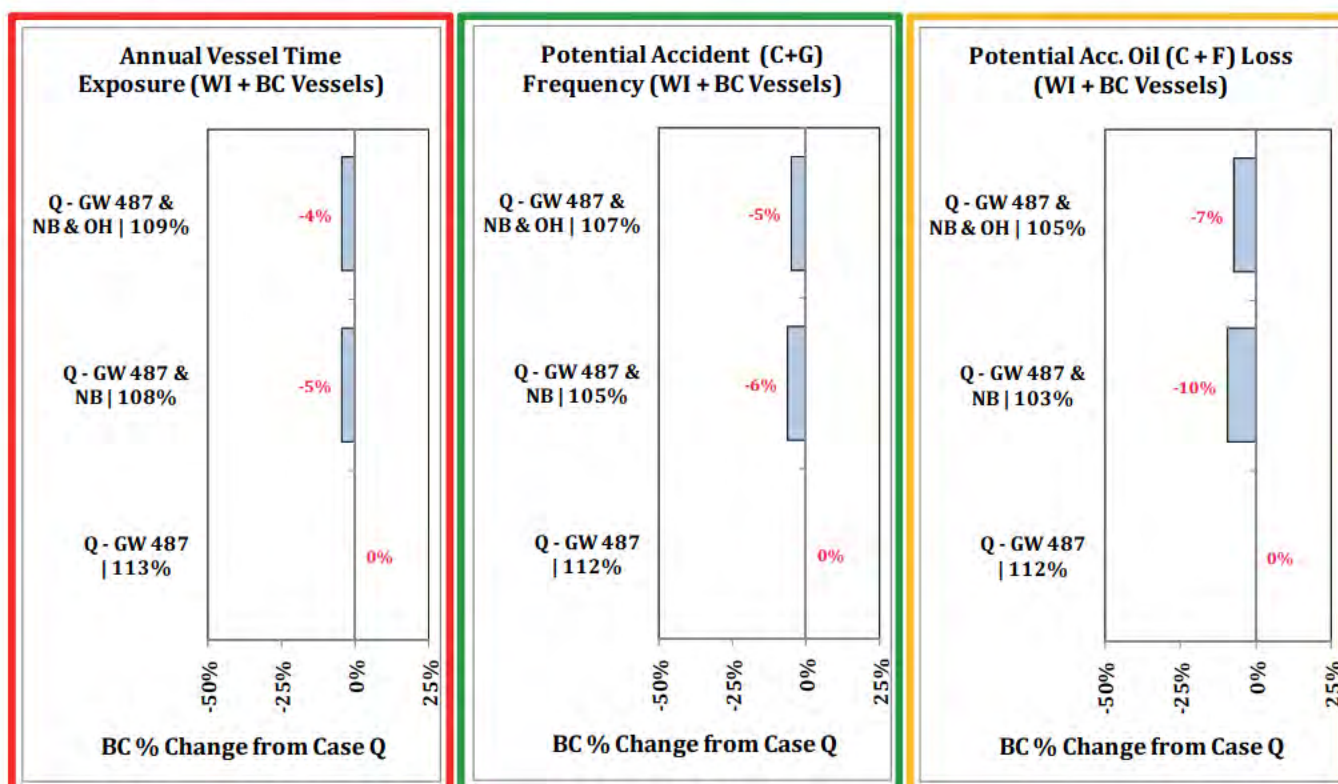 Annual Vessel Time
Exposure (WI + BC Vessels)
-50%
-25%
0%
25%
Q - GW 487 &
NB & OH | 109%
-4%
Q - GW 487 &
NB | 108%
-5%
Q - GW 487
| 113%
0%
BC % Change from Case Q
Potential Accident (C+G)
Frequency (WI + BC Vessels)
-50%
-25%
0%
25%
Q - GW 487 &
NB & OH | 107%
-5%
Q - GW 487 &
NB | 105%
-6%
Q - GW 487
| 112%
0%
BC % Change from Case Q
Potential Acc. Oil (C + F) Loss
(WI + BC Vessels)
-50%
-25%
0%
25%
Q - GW 487 &
NB & OH | 105%
-7%
Q - GW 487 &
NB | 103%
-10%
Q - GW 487
| 112%
0%
BC % Change from Case Q